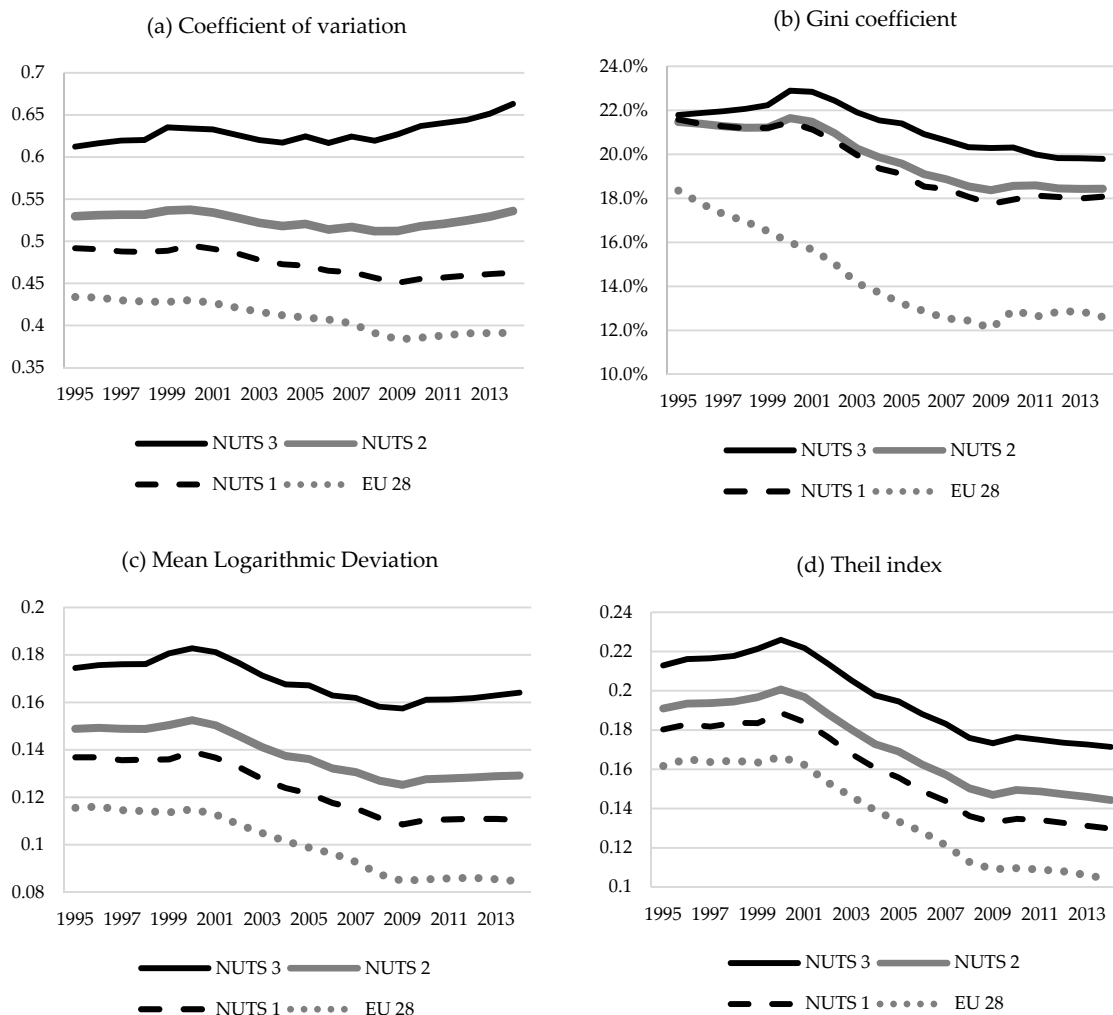 (a) Coefficient of variation
0.7
0.65
0.6
0.55
0.5
0.45
0.4
0.35
1995 1997 1999 2001 2003 2005 2007 2009 2011 2013
NUTS 3 NUTS 2
NUTS 1 EU 28
(b) Gini coefficient
24.0%
22.0%
20.0%
18.0%
16.0%
14.0%
12.0%
10.0%
1995 1997 1999 2001 2003 2005 2007 2009 2011 2013
NUTS 3 NUTS 2
NUTS 1 EU 28
(c) Mean Logarithmic Deviation
0.2
0.18
0.16
0.14
0.12
0.1
0.08
1995 1997 1999 2001 2003 2005 2007 2009 2011 2013
NUTS 3 NUTS 2
NUTS 1 EU 28
(d) Theil index
0.24
0.22
0.2
0.18
0.16
0.14
0.12
0.1
1995 1997 1999 2001 2003 2005 2007 2009 2011 2013
NUTS 3 NUTS 2
NUTS 1 EU 28